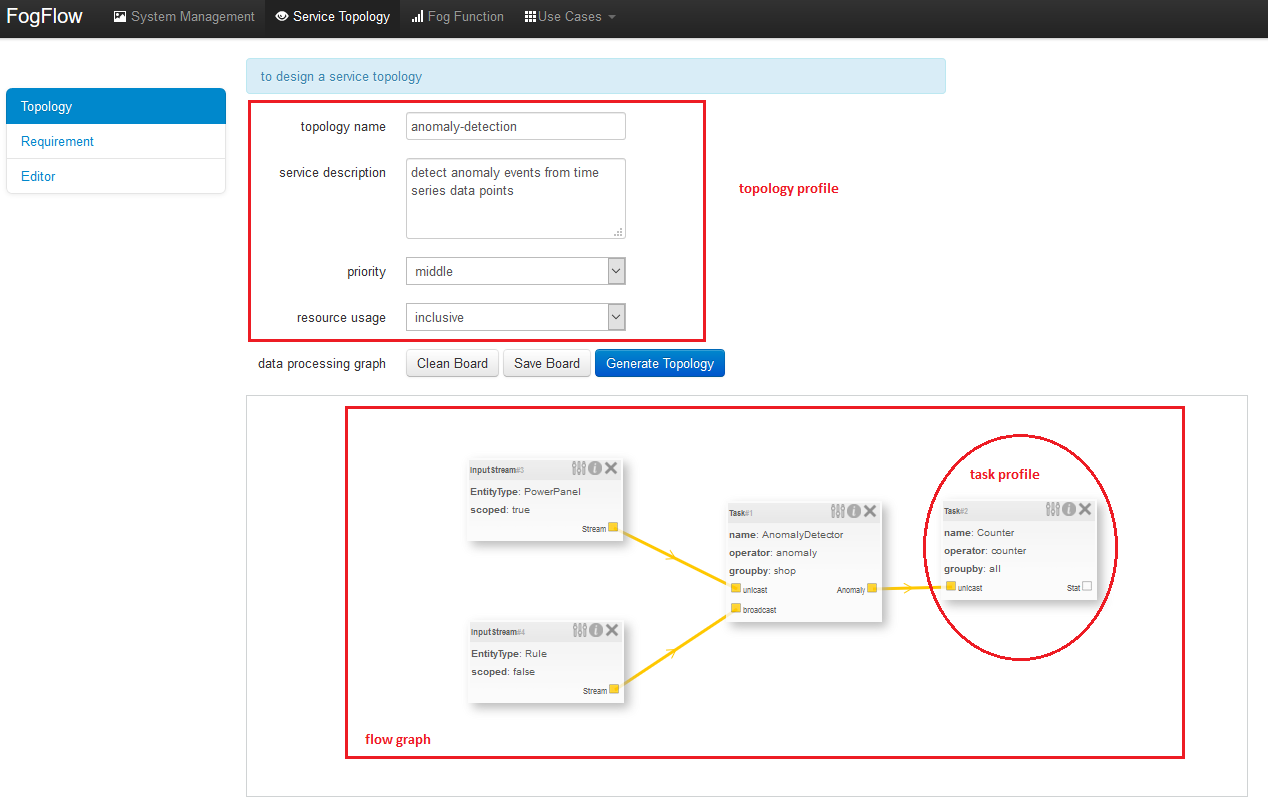 FogFlow
System Management
Service Topology
Fog Function
Use Cases
to design a service topology
Topology
Requirement
Editor
topology name
anomaly-detection
service description
detect anomaly events from time
series data points
topology profile
priority
middle
resource usage
inclusive
data processing graph
Clean Board
Save Board
Generate Topology
InputStream#3
EntityType: PowerPanel
scoped: true
Stream
InputStream#4
EntityType: Rule
scoped: false
Stream
Task#1
name: AnomalyDetector
operator: anomaly
groupby: shop
unicast
Anomaly
broadcast
task profile
Task#2
name: Counter
operator: counter
groupby: all
unicast
Stat
flow graph